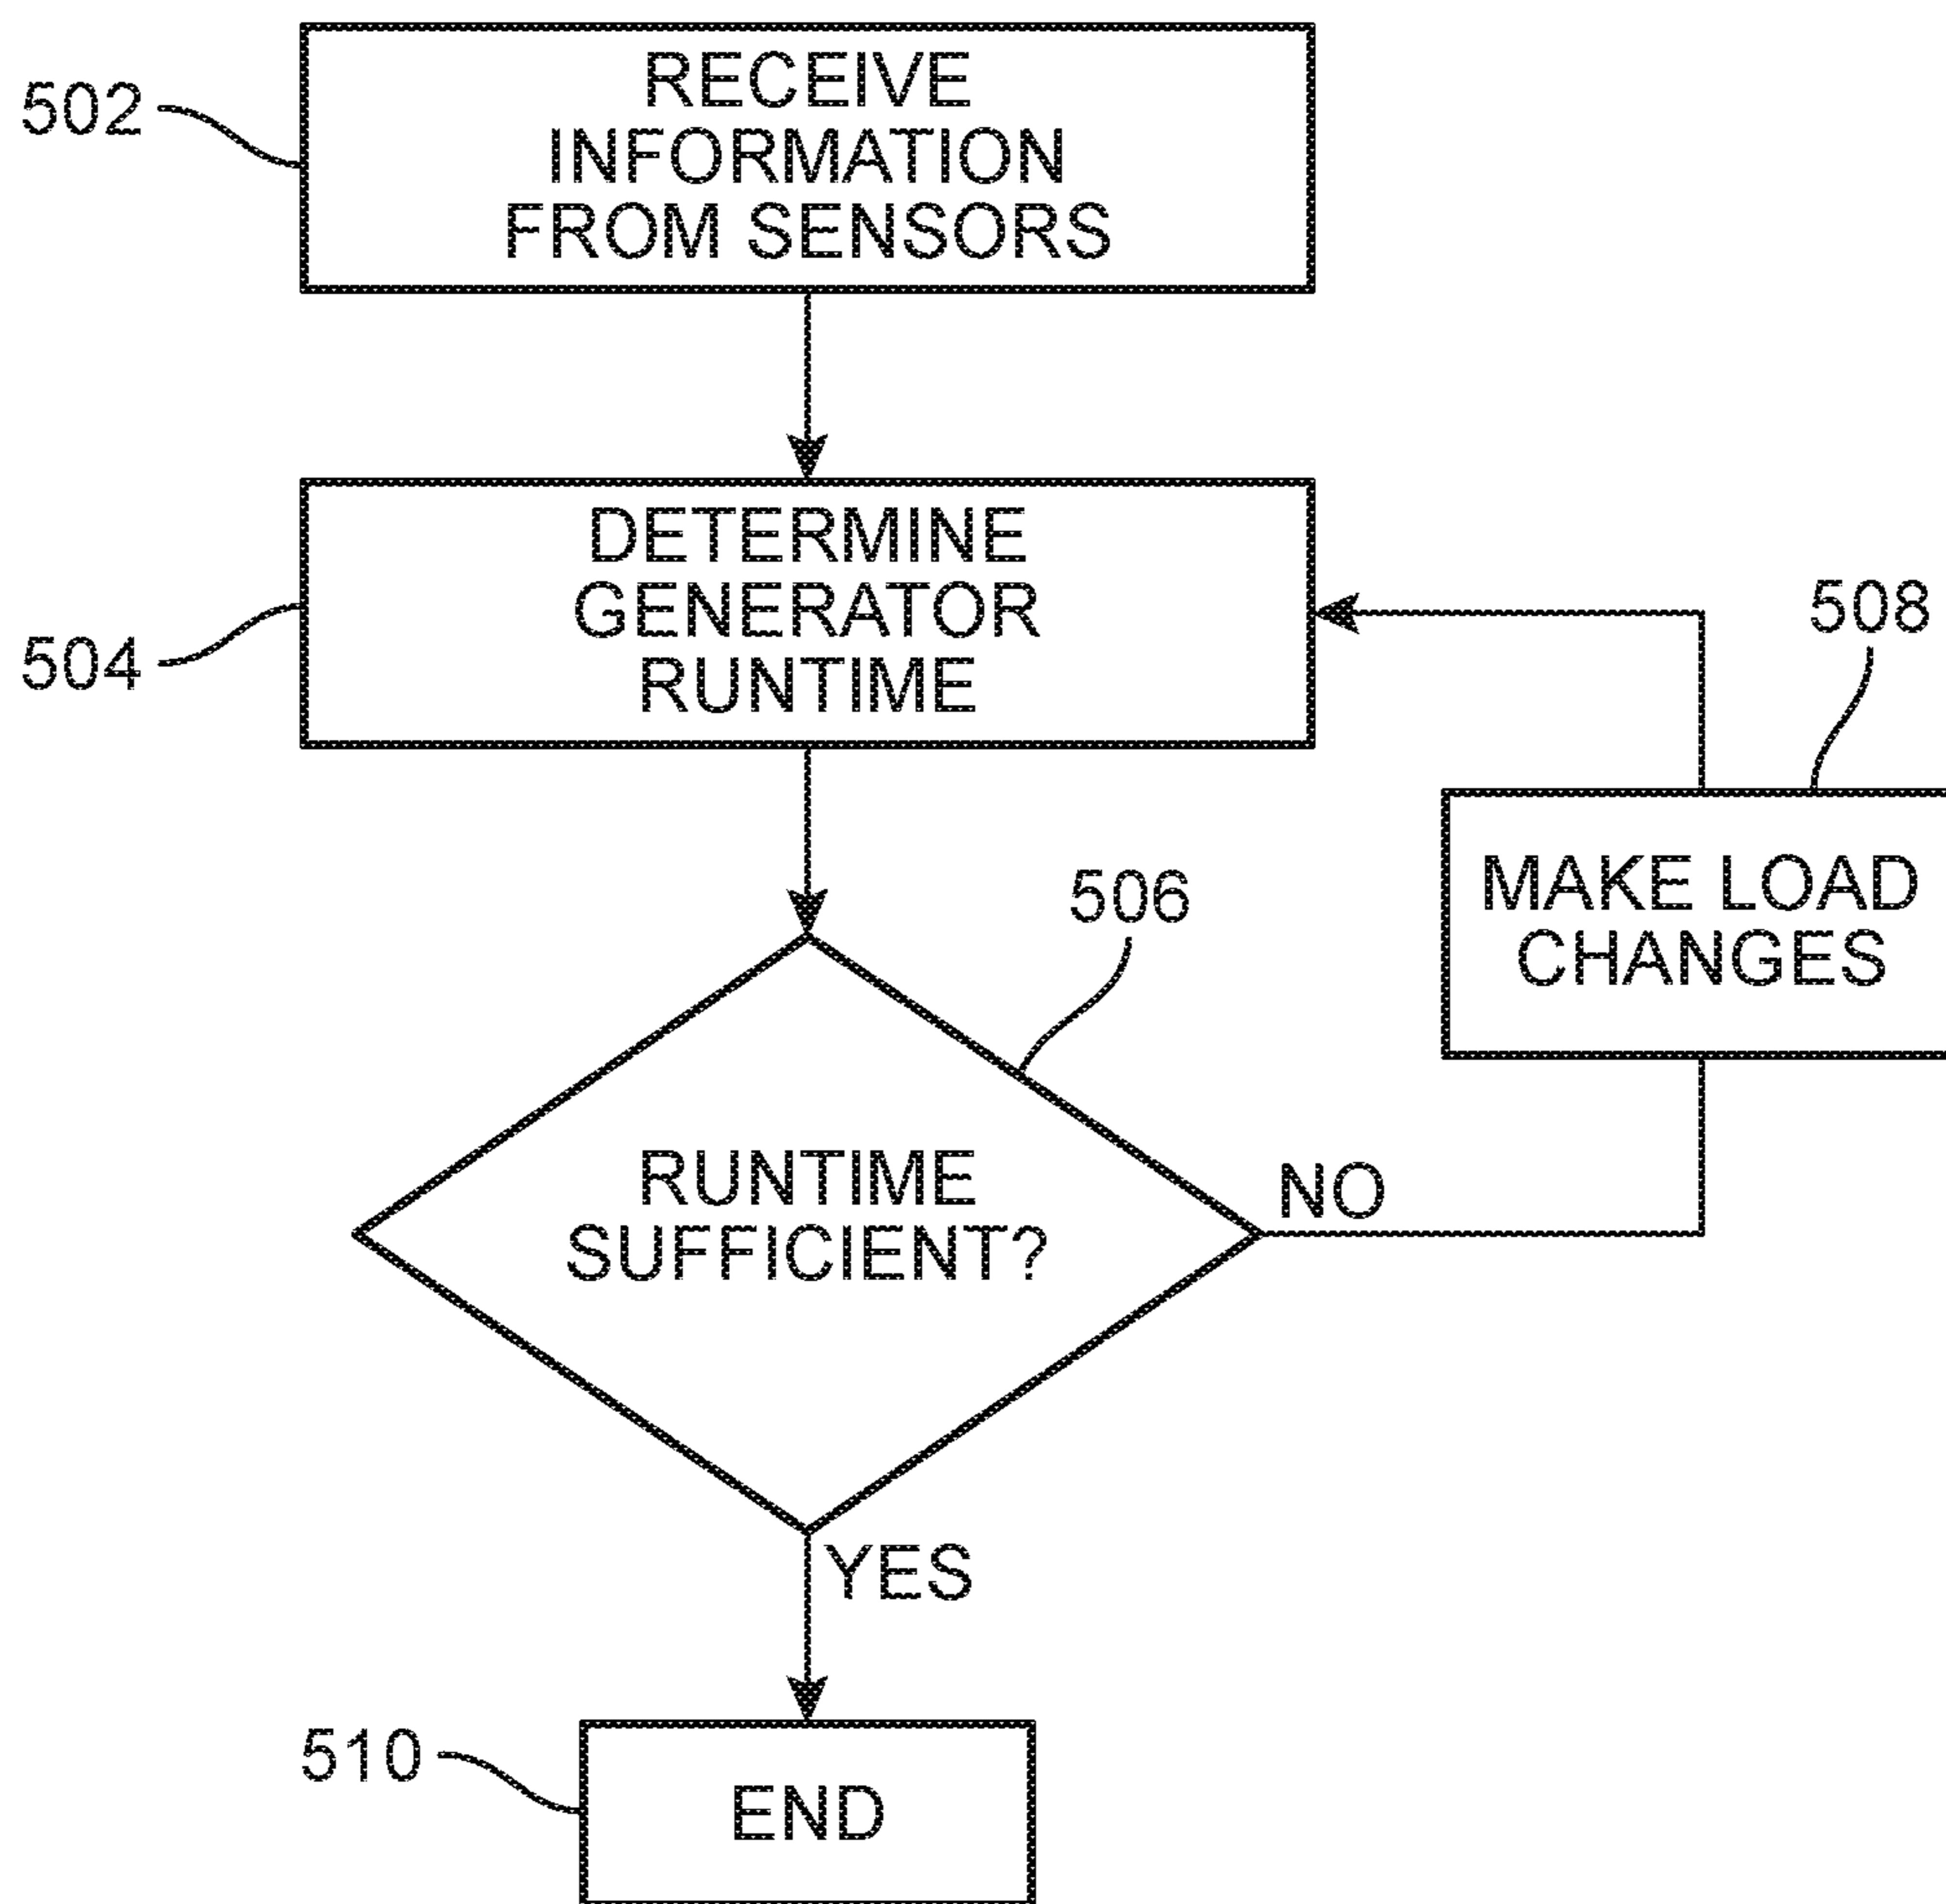 502
RECEIVE
INFORMATION
FROM SENSORS
504
DETERMINE
GENERATOR
RUNTIME
508
MAKE LOAD
CHANGES
506
RUNTIME
SUFFICIENT?
NO
YES
510
END